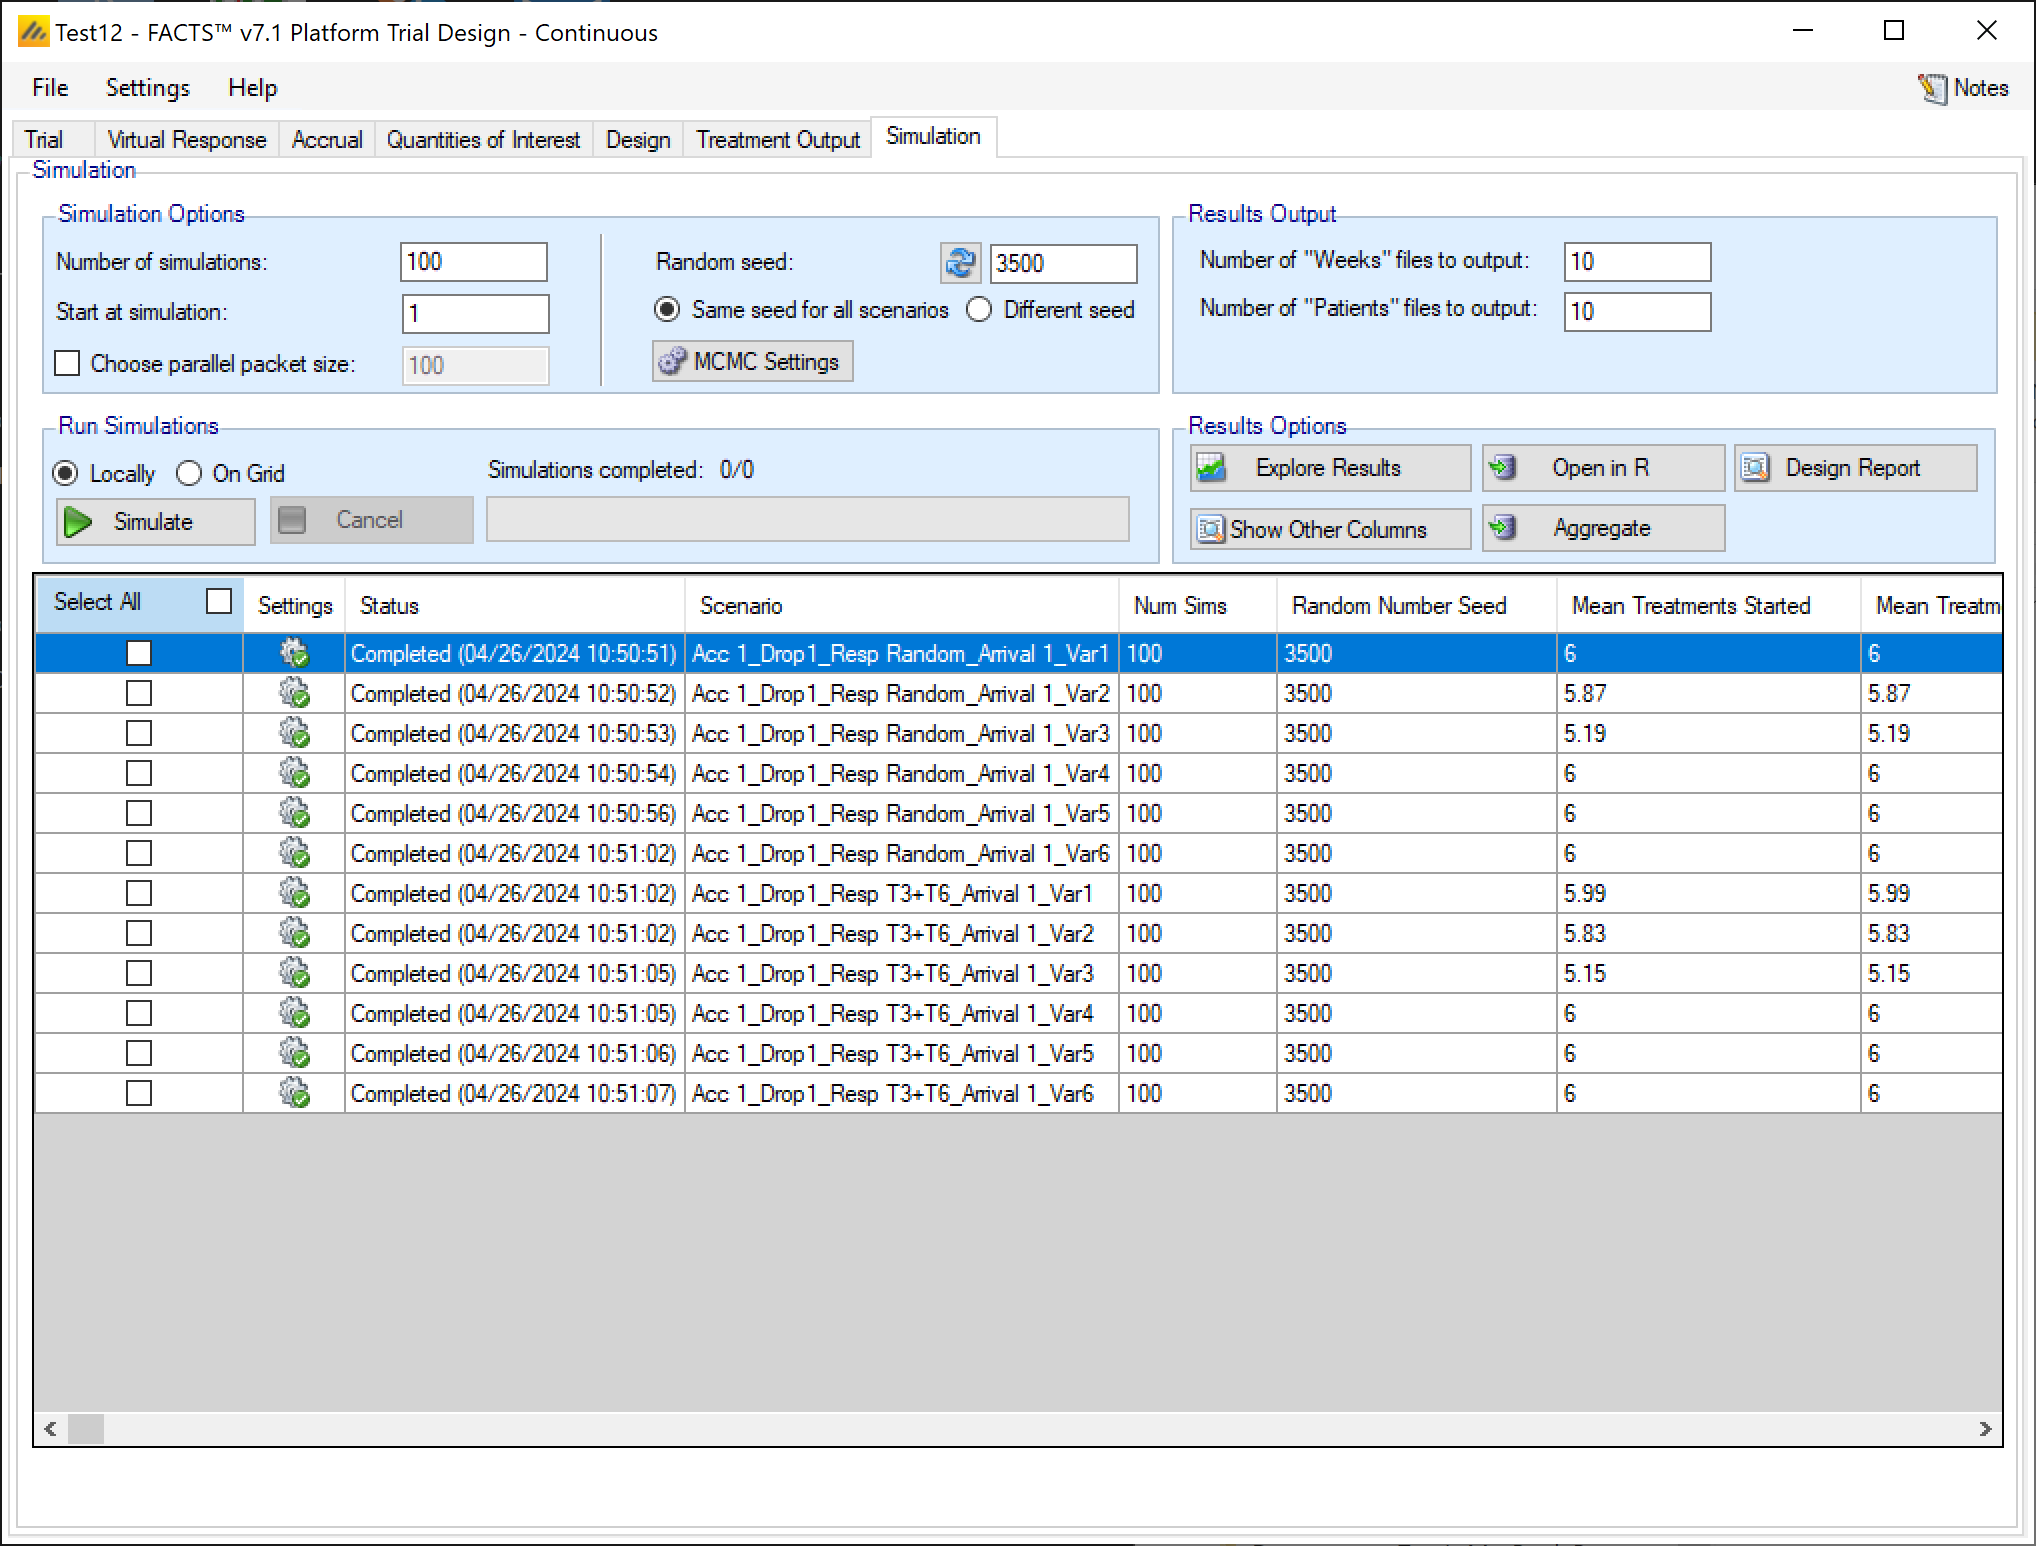 Test12 - FACTS™ v7.1 Platform Trial Design - Continuous
File Settings Help Notes
Trial Virtual Response Accrual Quantities of Interest Design Treatment Output Simulation
Simulation
Simulation Options
Number of simulations: 100
Start at simulation: 1
Choose parallel packet size: 100
Random seed: 3500
Same seed for all scenarios Different seed
MCMC Settings
Results Output
Number of "Weeks" files to output: 10
Number of "Patients" files to output: 10
Run Simulations
Locally On Grid Simulations completed: 0/0
Simulate Cancel
Results Options
Explore Results Open in R Design Report
Show Other Columns Aggregate
Select All Settings Status Scenario Num Sims Random Number Seed Mean Treatments Started Mean Treatm
Completed (04/26/2024 10:50:51) Acc 1_Drop1_Resp Random_Arrival 1_Var1 100 3500 6 6
Completed (04/26/2024 10:50:52) Acc 1_Drop1_Resp Random_Arrival 1_Var2 100 3500 5.87 5.87
Completed (04/26/2024 10:50:53) Acc 1_Drop1_Resp Random_Arrival 1_Var3 100 3500 5.19 5.19
Completed (04/26/2024 10:50:54) Acc 1_Drop1_Resp Random_Arrival 1_Var4 100 3500 6 6
Completed (04/26/2024 10:50:56) Acc 1_Drop1_Resp Random_Arrival 1_Var5 100 3500 6 6
Completed (04/26/2024 10:51:02) Acc 1_Drop1_Resp Random_Arrival 1_Var6 100 3500 6 6
Completed (04/26/2024 10:51:02) Acc 1_Drop1_Resp T3+T6_Arrival 1_Var1 100 3500 5.99 5.99
Completed (04/26/2024 10:51:02) Acc 1_Drop1_Resp T3+T6_Arrival 1_Var2 100 3500 5.83 5.83
Completed (04/26/2024 10:51:05) Acc 1_Drop1_Resp T3+T6_Arrival 1_Var3 100 3500 5.15 5.15
Completed (04/26/2024 10:51:05) Acc 1_Drop1_Resp T3+T6_Arrival 1_Var4 100 3500 6 6
Completed (04/26/2024 10:51:06) Acc 1_Drop1_Resp T3+T6_Arrival 1_Var5 100 3500 6 6
Completed (04/26/2024 10:51:07) Acc 1_Drop1_Resp T3+T6_Arrival 1_Var6 100 3500 6 6